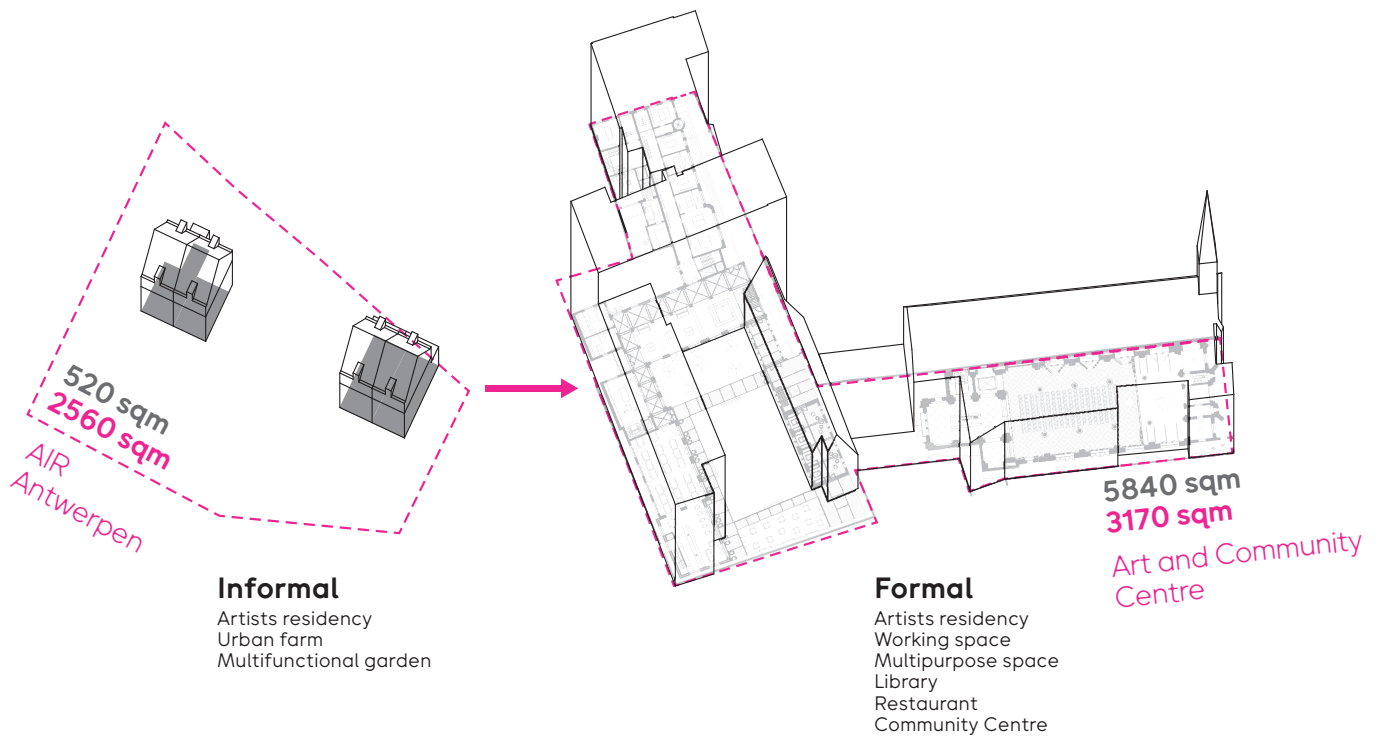 520 sqm
2560 sqm
AIR
Antwerpen
Informal
Artists residency
Urban farm
Multifunctional garden
5840 sqm
3170 sqm
Art and Community
Centre
Formal
Artists residency
Working space
Multipurpose space
Library
Restaurant
Community Centre